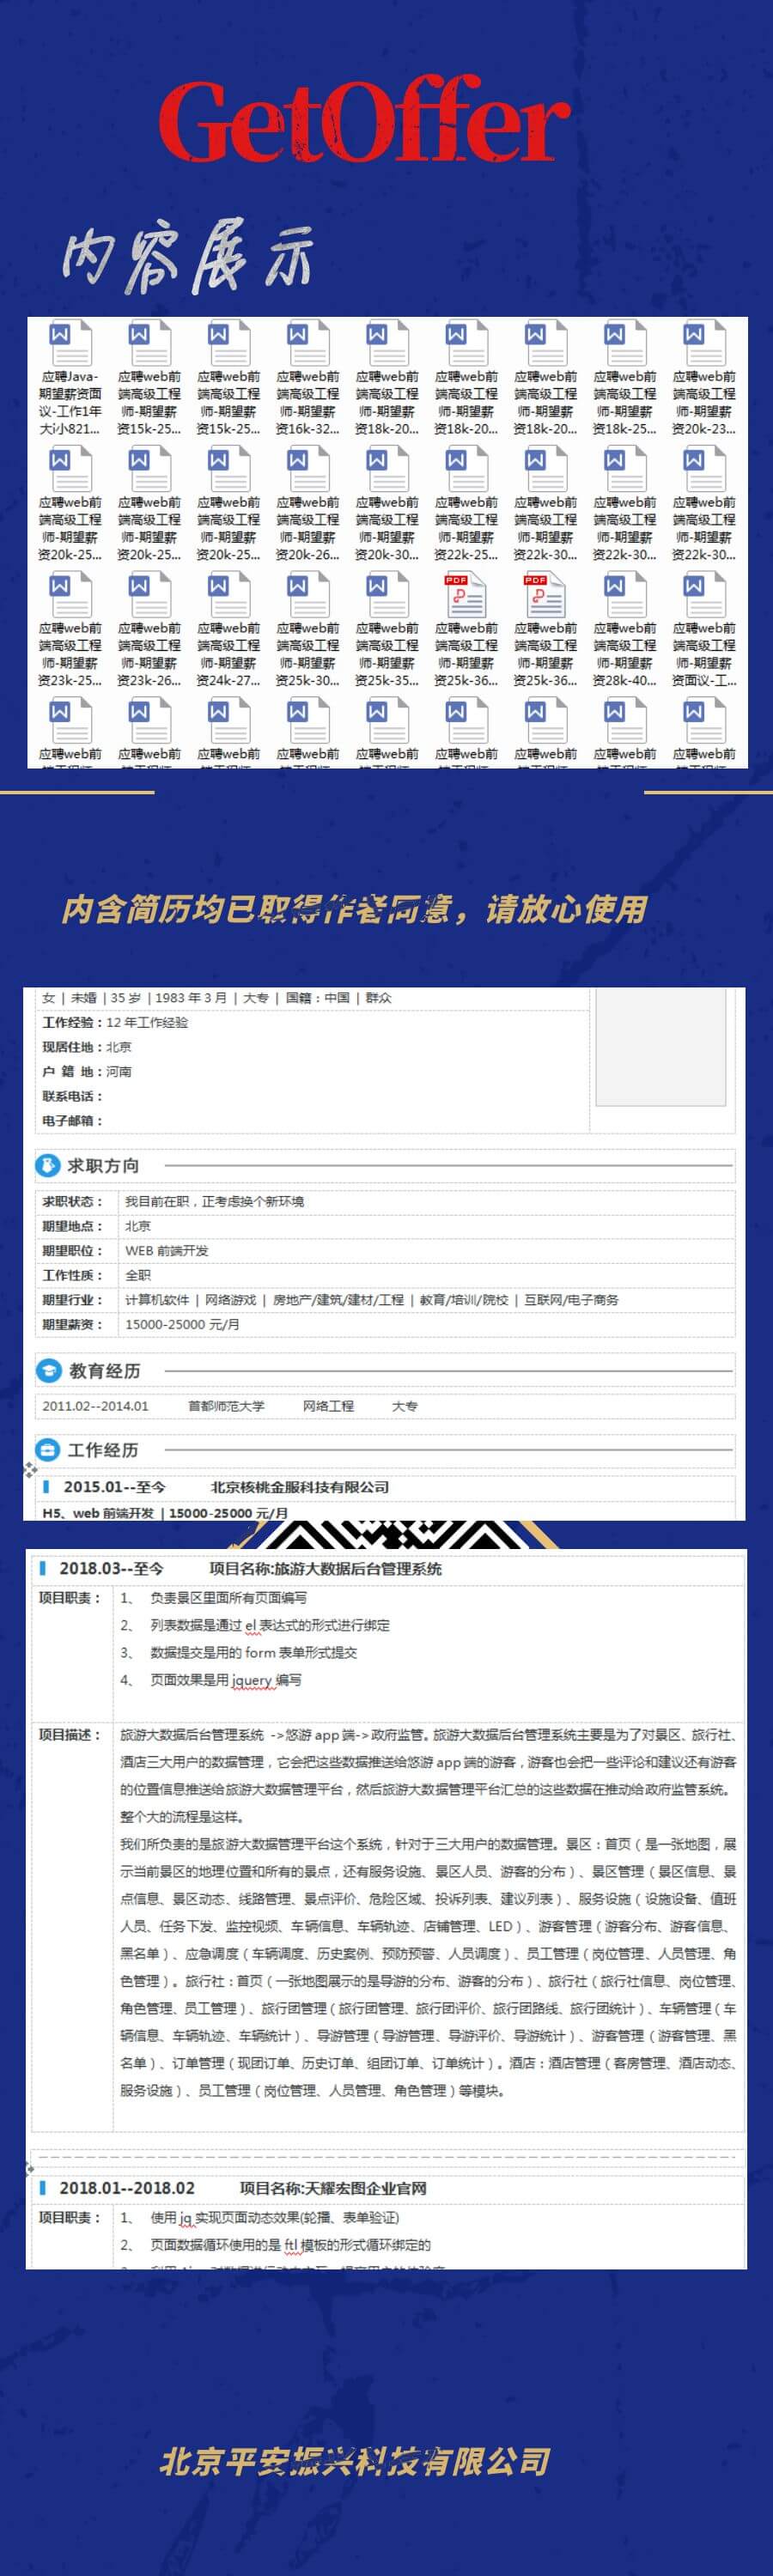 GetOffer
内容展示
应聘Java- 应聘web前 应聘web前 应聘web前 应聘web前 应聘web前 应聘web前 应聘web前 应聘web前
期望薪资面 端高级工程 端高级工程 端高级工程 端高级工程 端高级工程 端高级工程 端高级工程 端高级工程
议-工作1年 师-期望薪 师-期望薪 师-期望薪 师-期望薪 师-期望薪 师-期望薪 师-期望薪 师-期望薪
大小821... 资15k-25... 资15k-25... 资16k-32... 资18k-20... 资18k-20... 资18k-20... 资18k-25... 资20k-23...
应聘web前 应聘web前 应聘web前 应聘web前 应聘web前 应聘web前 应聘web前 应聘web前 应聘web前
端高级工程 端高级工程 端高级工程 端高级工程 端高级工程 端高级工程 端高级工程 端高级工程 端高级工程
师-期望薪 师-期望薪 师-期望薪 师-期望薪 师-期望薪 师-期望薪 师-期望薪 师-期望薪 师-期望薪
资20k-25... 资20k-25... 资20k-25... 资20k-26... 资20k-30... 资22k-25... 资22k-30... 资22k-30... 资22k-30...
PDF PDF
应聘web前 应聘web前 应聘web前 应聘web前 应聘web前 应聘web前 应聘web前 应聘web前 应聘web前
端高级工程 端高级工程 端高级工程 端高级工程 端高级工程 端高级工程 端高级工程 端高级工程 端高级工程
师-期望薪 师-期望薪 师-期望薪 师-期望薪 师-期望薪 师-期望薪 师-期望薪 师-期望薪 师-期望薪
资23k-25... 资23k-26... 资24k-27... 资25k-30... 资25k-35... 资25k-36... 资25k-36... 资28k-40... 资面议-工...
应聘web前 应聘web前 应聘web前 应聘web前 应聘web前 应聘web前 应聘web前 应聘web前 应聘web前
内含简历均已取得作者同意，请放心使用
女 | 未婚 | 35 岁 | 1983 年 3 月 | 大专 | 国籍：中国 | 群众
工作经验：12 年工作经验
现居住地：北京
户 籍 地：河南
联系电话：
电子邮箱：
求职方向
求职状态： 我目前在职，正考虑换个新环境
期望地点： 北京
期望职位： WEB 前端开发
工作性质： 全职
期望行业： 计算机软件 | 网络游戏 | 房地产/建筑/建材/工程 | 教育/培训/院校 | 互联网/电子商务
期望薪资： 15000-25000 元/月
教育经历
2011.02--2014.01 首都师范大学 网络工程 大专
工作经历
2015.01--至今 北京核桃金服科技有限公司
H5、web 前端开发 | 15000-25000 元/月
2018.03--至今 项目名称:旅游大数据后台管理系统
项目职责： 1、 负责景区里面所有页面编写
2、 列表数据是通过 el 表达式的形式进行绑定
3、 数据提交是用的 form 表单形式提交
4、 页面效果是用 jquery 编写
项目描述： 旅游大数据后台管理系统 ->悠游 app 端->政府监管。旅游大数据后台管理系统主要是为了对景区、旅行社、
酒店三大用户的数据管理，它会把这些数据推送给悠游 app 端的游客，游客也会把一些评论和建议还有游客
的位置信息推送给旅游大数据管理平台，然后旅游大数据管理平台汇总的这些数据在推动给政府监管系统。
整个大的流程是这样。
我们所负责的是旅游大数据管理平台这个系统，针对于三大用户的数据管理。景区：首页（是一张地图，展
示当前景区的地理位置和所有的景点，还有服务设施、景区人员、游客的分布）、景区管理（景区信息、景
点信息、景区动态、线路管理、景点评价、危险区域、投诉列表、建议列表）、服务设施（设施设备、值班
人员、任务下发、监控视频、车辆信息、车辆轨迹、店铺管理、LED）、游客管理（游客分布、游客信息、
黑名单）、应急调度（车辆调度、历史案例、预防预警、人员调度）、员工管理（岗位管理、人员管理、角
色管理）。旅行社：首页（一张地图展示的是导游的分布、游客的分布）、旅行社（旅行社信息、岗位管理、
角色管理、员工管理）、旅行团管理（旅行团管理、旅行团评价、旅行团路线、旅行团统计）、车辆管理（车
辆信息、车辆轨迹、车辆统计）、导游管理（导游管理、导游评价、导游统计）、游客管理（游客管理、黑
名单）、订单管理（现团订单、历史订单、组团订单、订单统计）。酒店：酒店管理（客房管理、酒店动态、
服务设施）、员工管理（岗位管理、人员管理、角色管理）等模块。
2018.01--2018.02 项目名称:天耀宏图企业官网
项目职责： 1、 使用 jq 实现页面动态效果(轮播、表单验证)
2、 页面数据循环使用的是 ftl 模板的形式循环绑定的
北京平安振兴科技有限公司